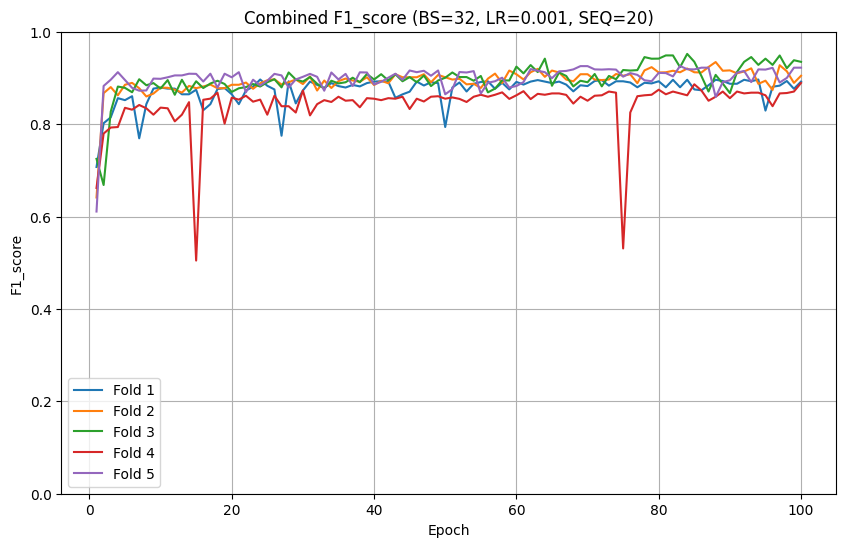 Combined F1_score (BS=32, LR=0.001, SEQ=20)
1.0
0.8
0.6
0.4
0.2
0.0
F1_score
Fold 1
Fold 2
Fold 3
Fold 4
Fold 5
0 20 40 60 80 100
Epoch